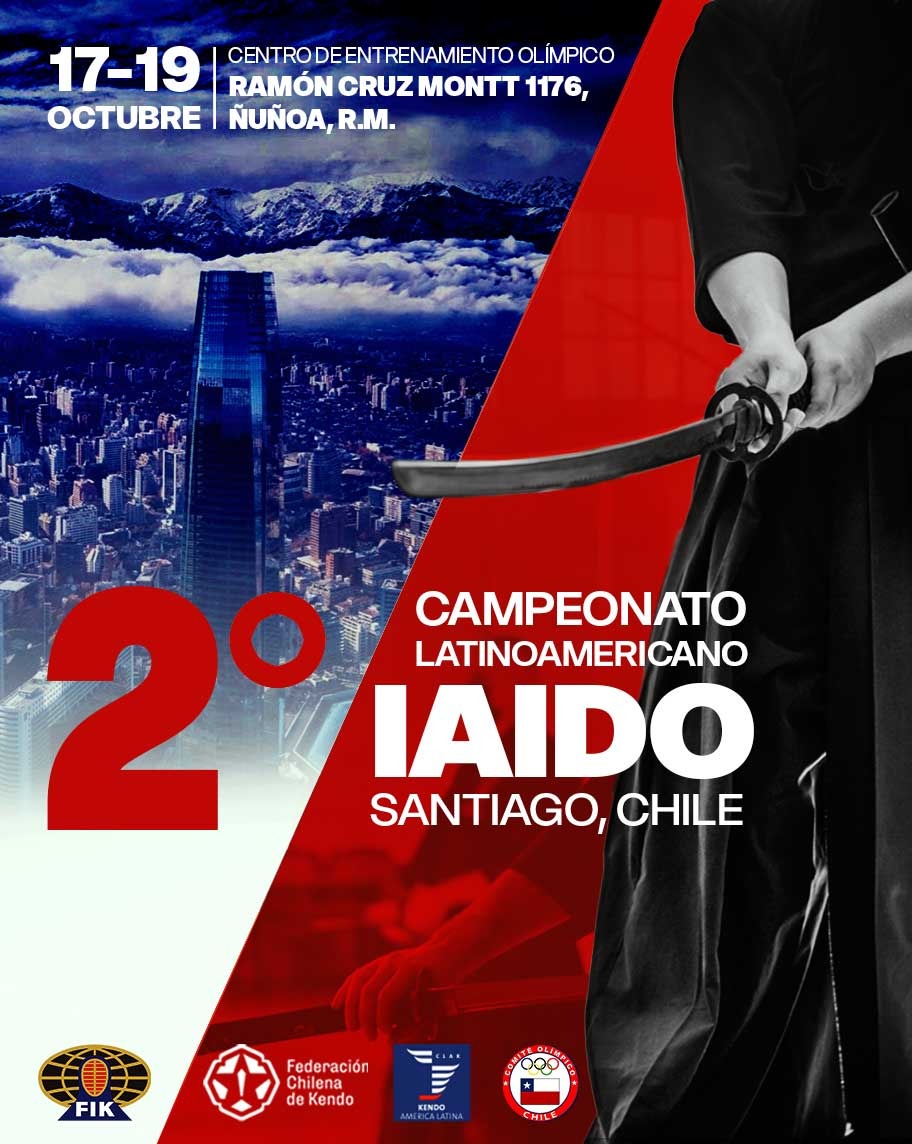 17-19
OCTUBRE
CENTRO DE ENTRENAMIENTO OLÍMPICO
RAMÓN CRUZ MONTT 1176,
ÑUÑOA, R.M.
2°
CAMPEONATO
LATINOAMERICANO
IAIDO
SANTIAGO, CHILE
FIK
Federación
Chilena
de Kendo
CLAK
KENDO
AMERICA LATINA
COMITE OLIMPICO
CHILE